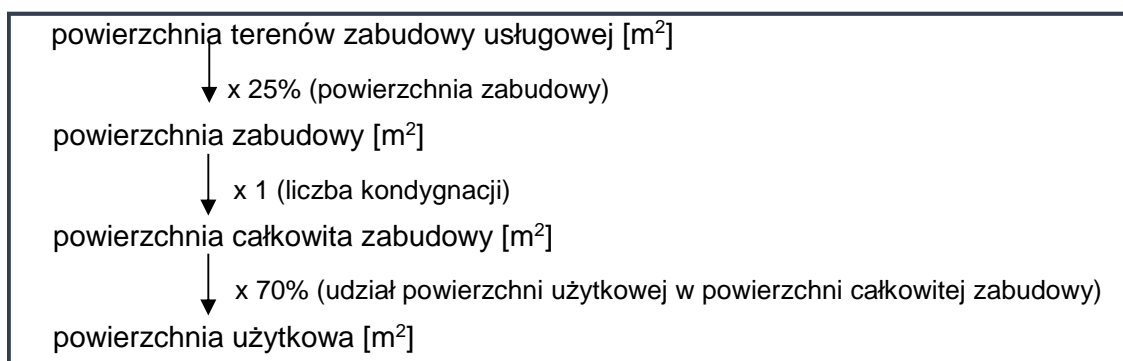 powierzchnia terenów zabudowy usługowej [m²]
x 25% (powierzchnia zabudowy)
powierzchnia zabudowy [m²]
x 1 (liczba kondygnacji)
powierzchnia całkowita zabudowy [m²]
x 70% (udział powierzchni użytkowej w powierzchni całkowitej zabudowy)
powierzchnia użytkowa [m²]